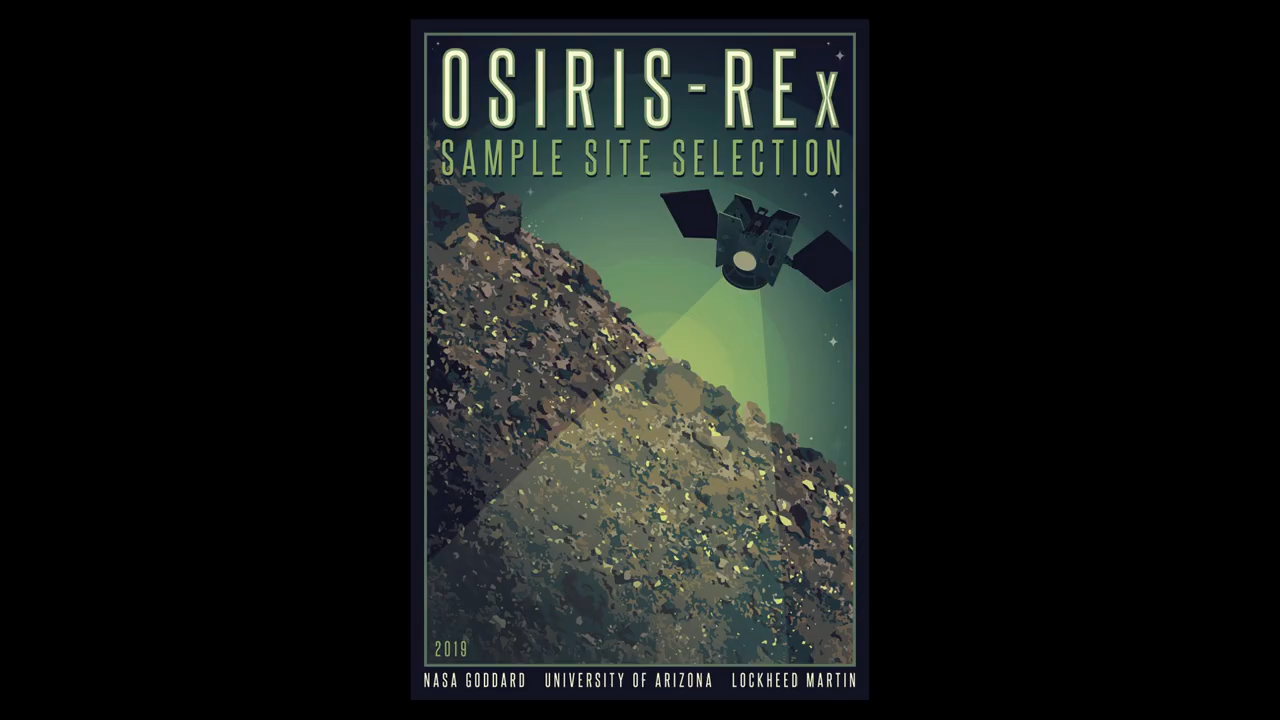 OSIRIS-REx
SAMPLE SITE SELECTION
2019
NASA GODDARD UNIVERSITY OF ARIZONA LOCKHEED MARTIN